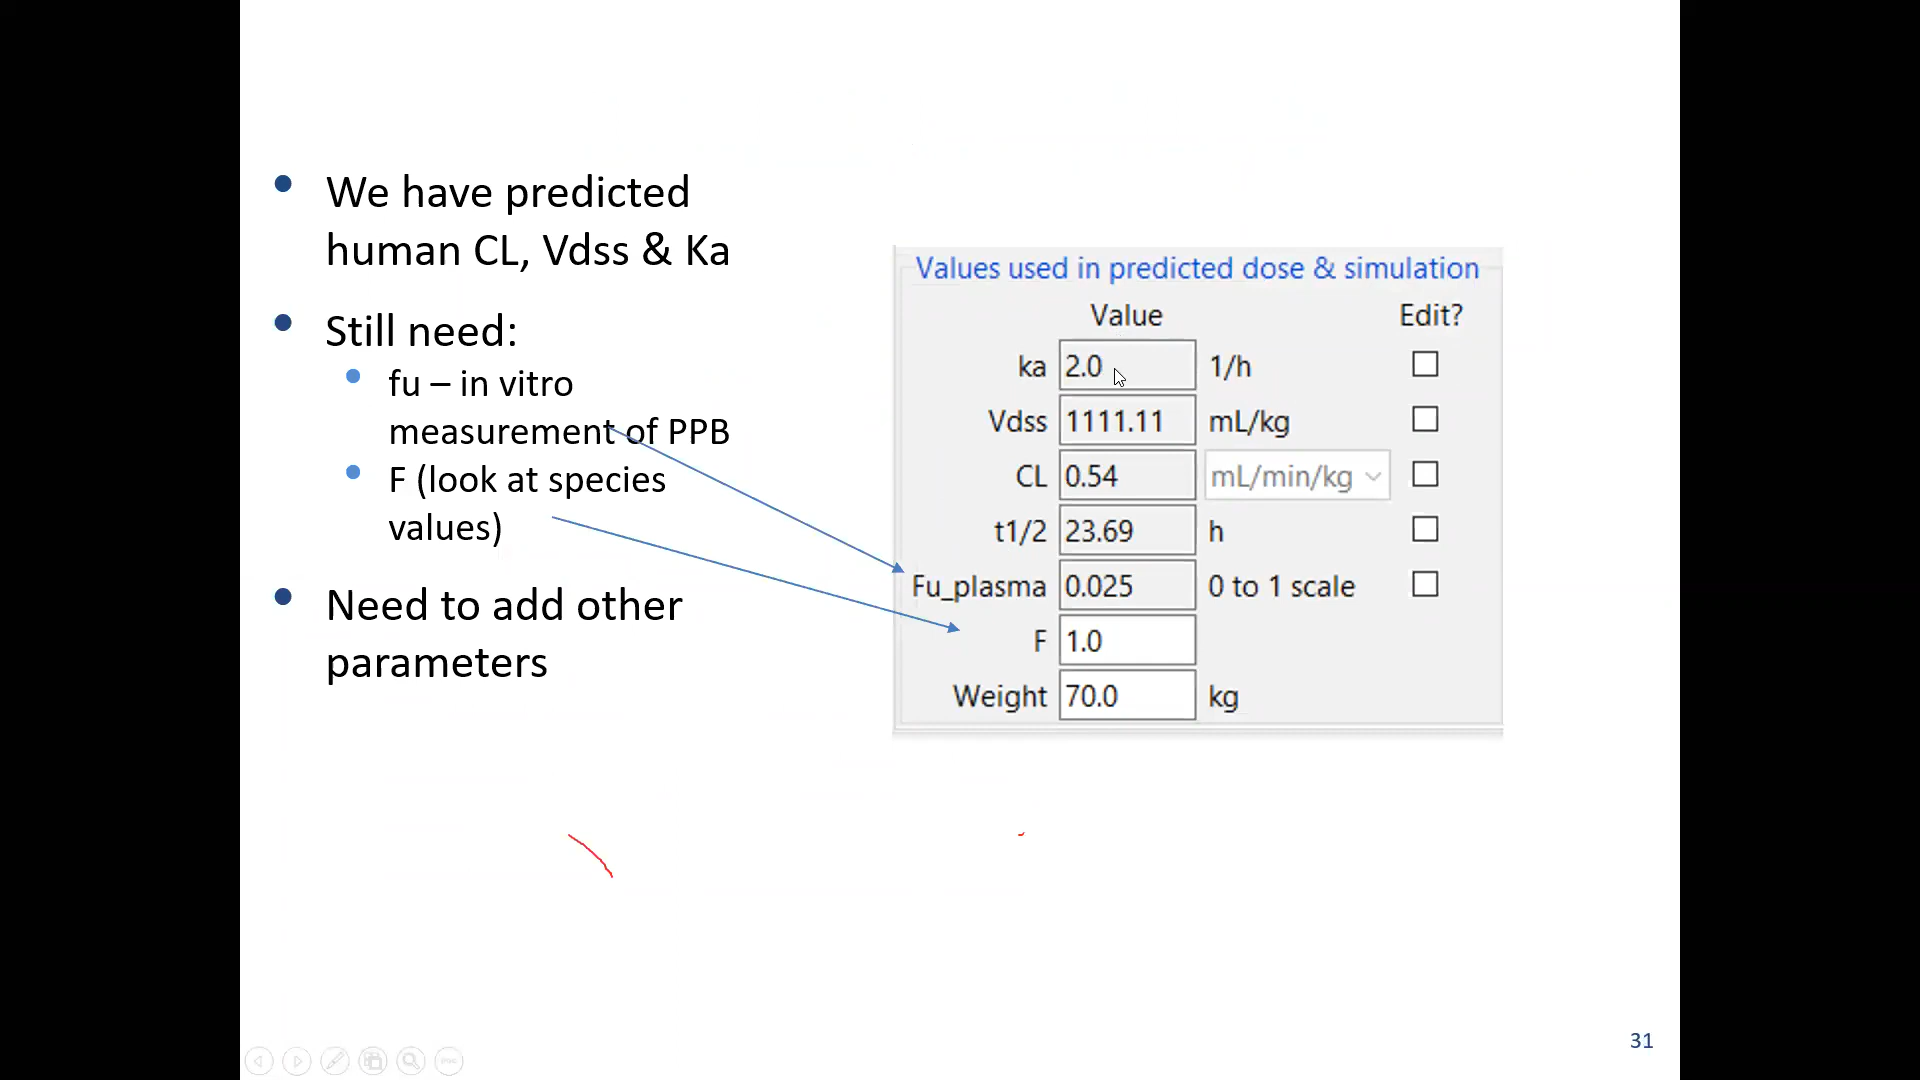 We have predicted
human CL, Vdss & Ka
Still need:
fu – in vitro
measurement of PPB
F (look at species
values)
Need to add other
parameters
Values used in predicted dose & simulation
Value Edit?
ka 2.0 1/h
Vdss 1111.11 mL/kg
CL 0.54 mL/min/kg
t1/2 23.69 h
Fu_plasma 0.025 0 to 1 scale
F 1.0
Weight 70.0 kg
31